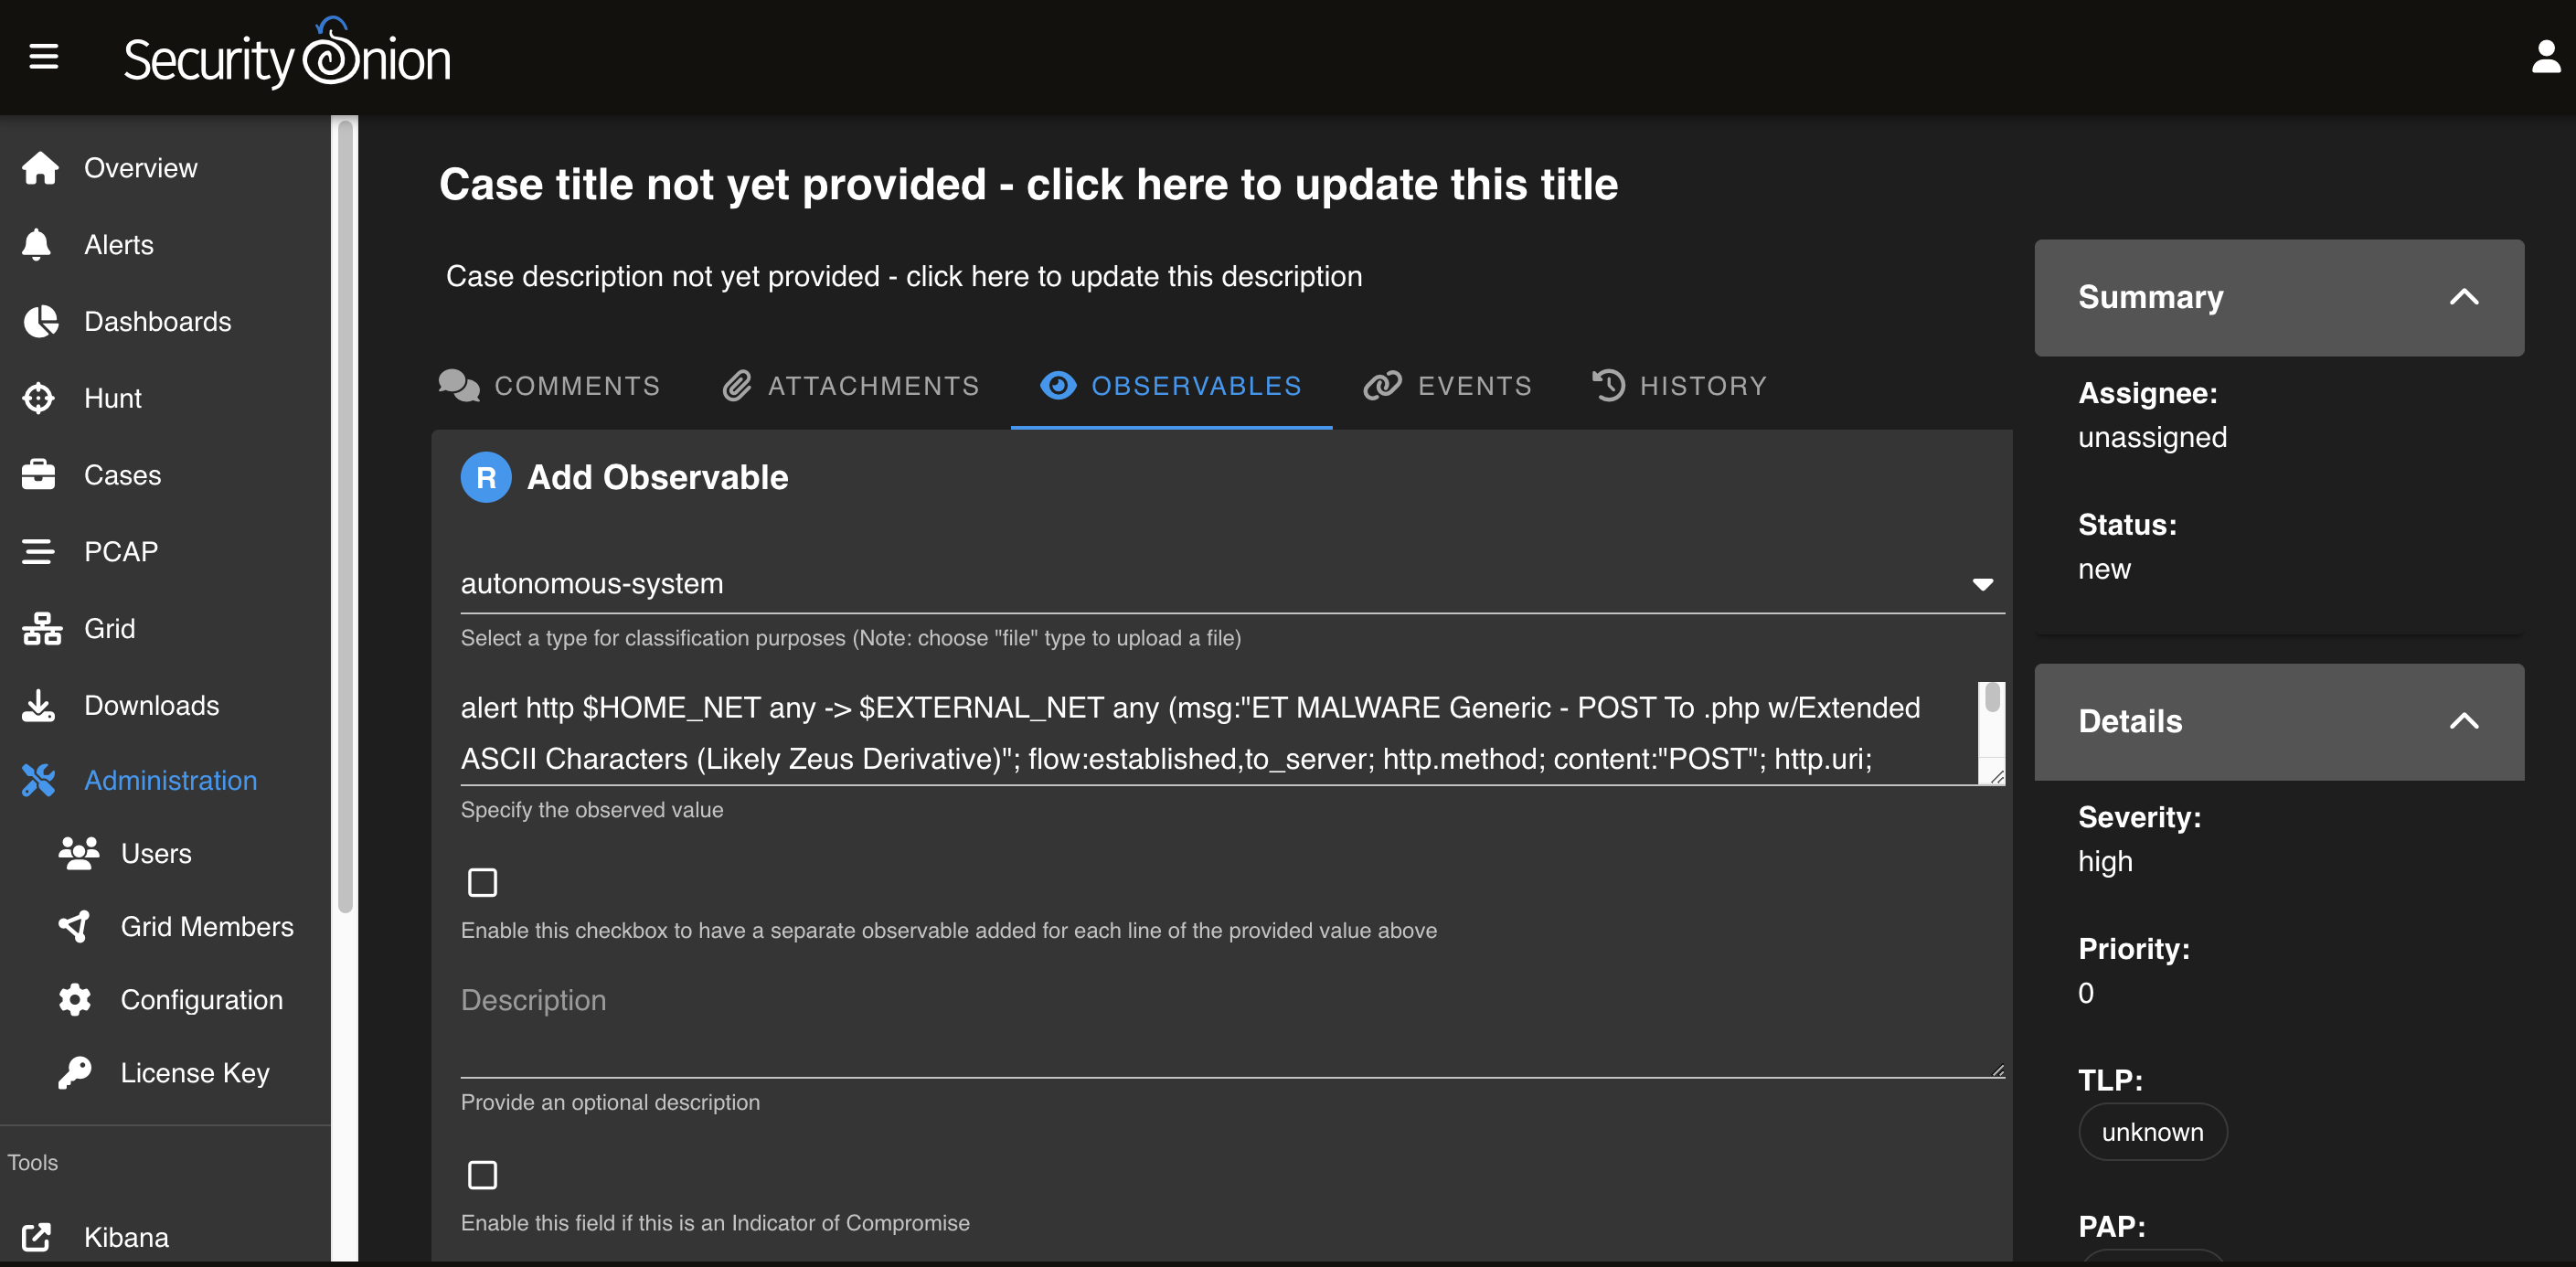 Security Onion
Overview
Alerts
Dashboards
Hunt
Cases
PCAP
Grid
Downloads
Administration
Users
Grid Members
Configuration
License Key
Tools
Kibana
Case title not yet provided - click here to update this title
Case description not yet provided - click here to update this description
COMMENTS
ATTACHMENTS
OBSERVABLES
EVENTS
HISTORY
R Add Observable
autonomous-system
Select a type for classification purposes (Note: choose "file" type to upload a file)
alert http $HOME_NET any -> $EXTERNAL_NET any (msg:"ET MALWARE Generic - POST To .php w/Extended
ASCII Characters (Likely Zeus Derivative)"; flow:established,to_server; http.method; content:"POST"; http.uri;
Specify the observed value
Enable this checkbox to have a separate observable added for each line of the provided value above
Description
Provide an optional description
Enable this field if this is an Indicator of Compromise
Summary
Assignee:
unassigned
Status:
new
Details
Severity:
high
Priority:
0
TLP:
unknown
PAP: